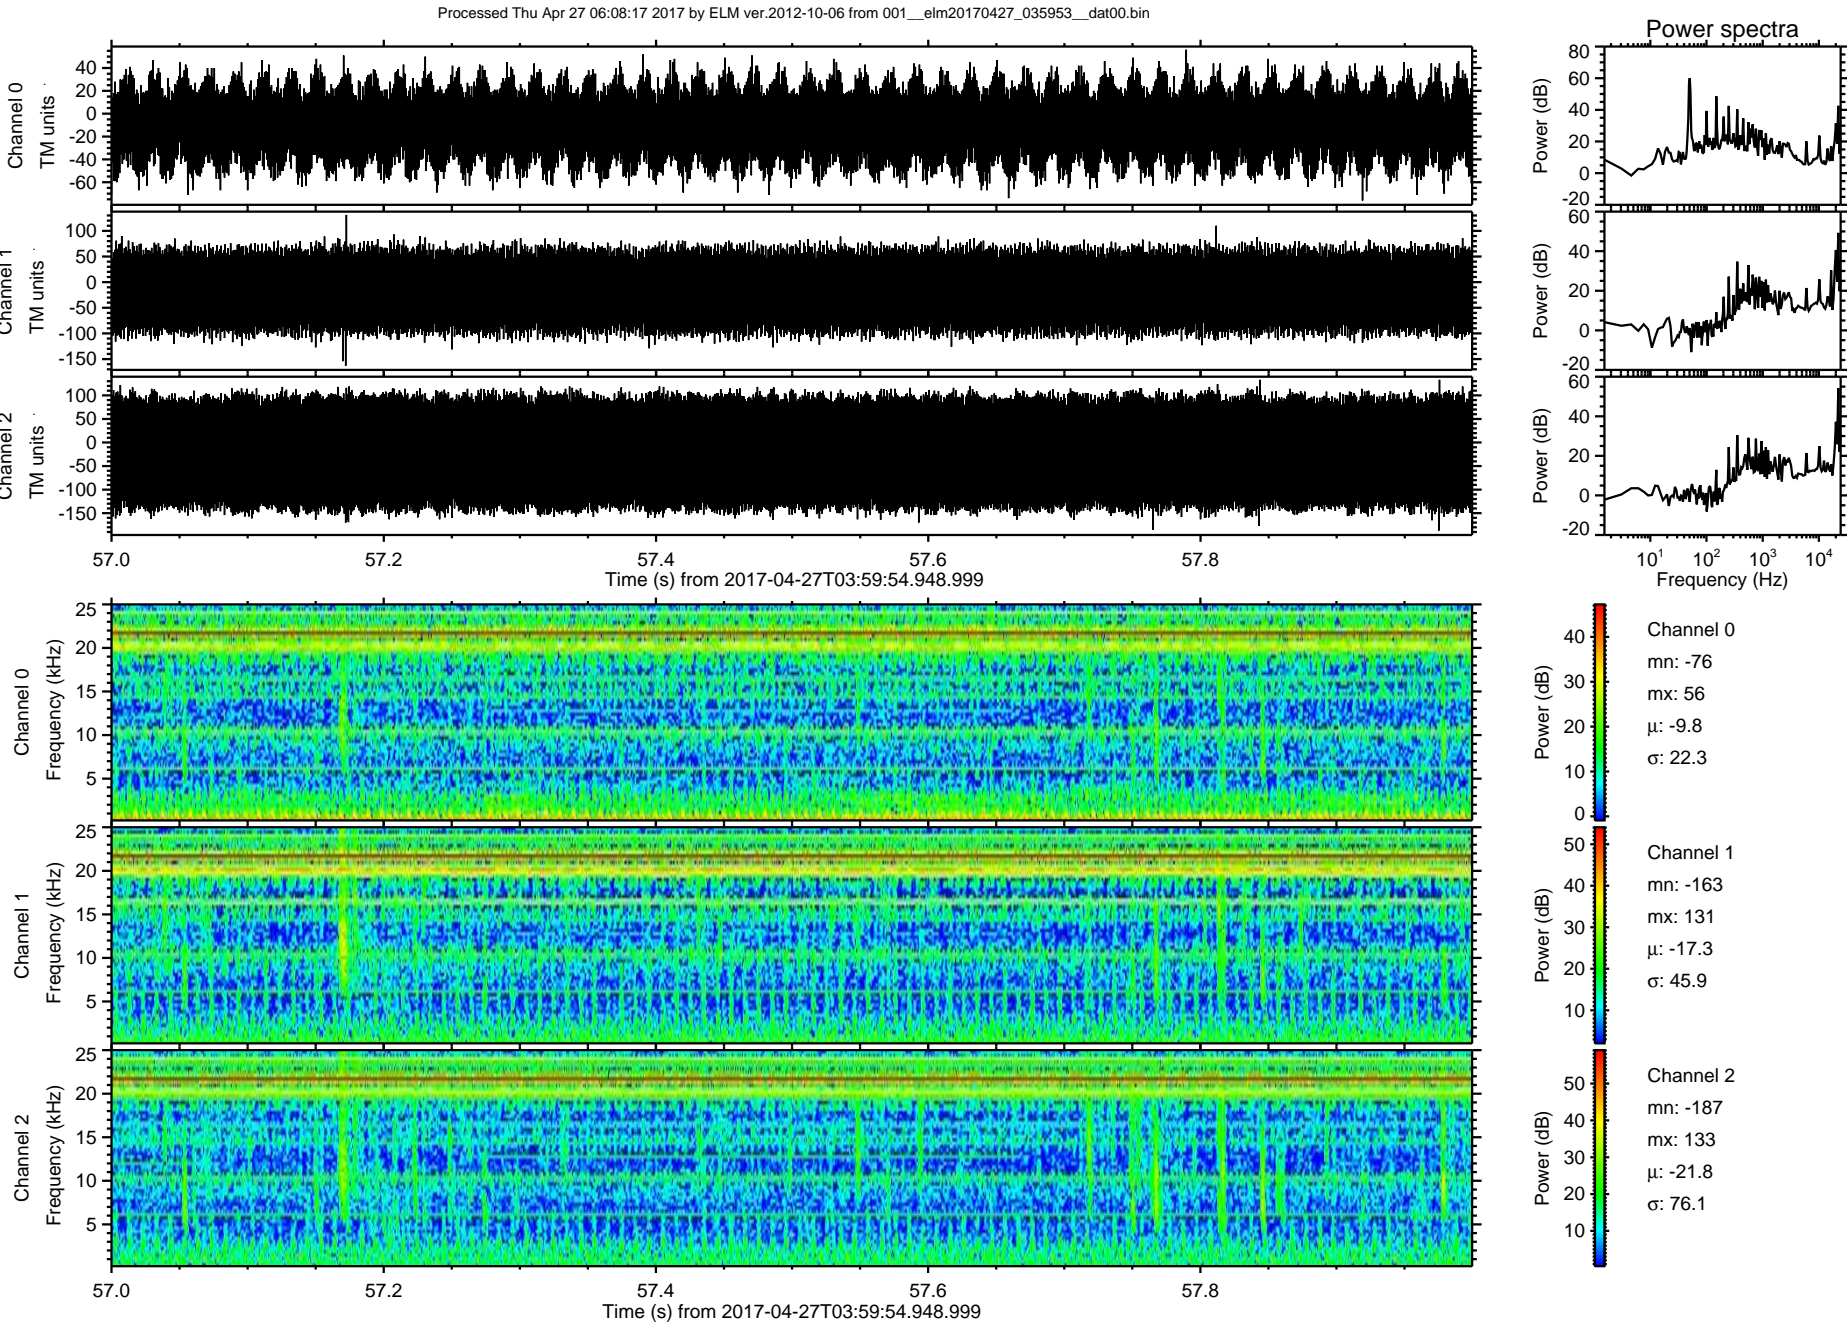 Processed Thu Apr 27 06:08:17 2017 by ELM ver.2012-10-06 from 001__elm20170427_035953__dat00.bin
Power spectra
Channel 0
TM units
40
20
0
-20
-40
-60
Power (dB)
80
60
40
20
0
-20
Channel 1
TM units
100
50
0
-50
-100
-150
Power (dB)
60
40
20
0
-20
Channel 2
TM units
100
50
0
-50
-100
-150
Power (dB)
60
40
20
0
-20
57.0 57.2 57.4 57.6 57.8
Time (s) from 2017-04-27T03:59:54.948.999
10¹ 10² 10³ 10⁴
Frequency (Hz)
Channel 0
Frequency (kHz)
25
20
15
10
5
Power (dB)
40
30
20
10
0
Channel 0
mn: -76
mx: 56
μ: -9.8
σ: 22.3
Channel 1
Frequency (kHz)
25
20
15
10
5
Power (dB)
50
40
30
20
10
Channel 1
mn: -163
mx: 131
μ: -17.3
σ: 45.9
Channel 2
Frequency (kHz)
25
20
15
10
5
Power (dB)
50
40
30
20
10
Channel 2
mn: -187
mx: 133
μ: -21.8
σ: 76.1
57.0 57.2 57.4 57.6 57.8
Time (s) from 2017-04-27T03:59:54.948.999